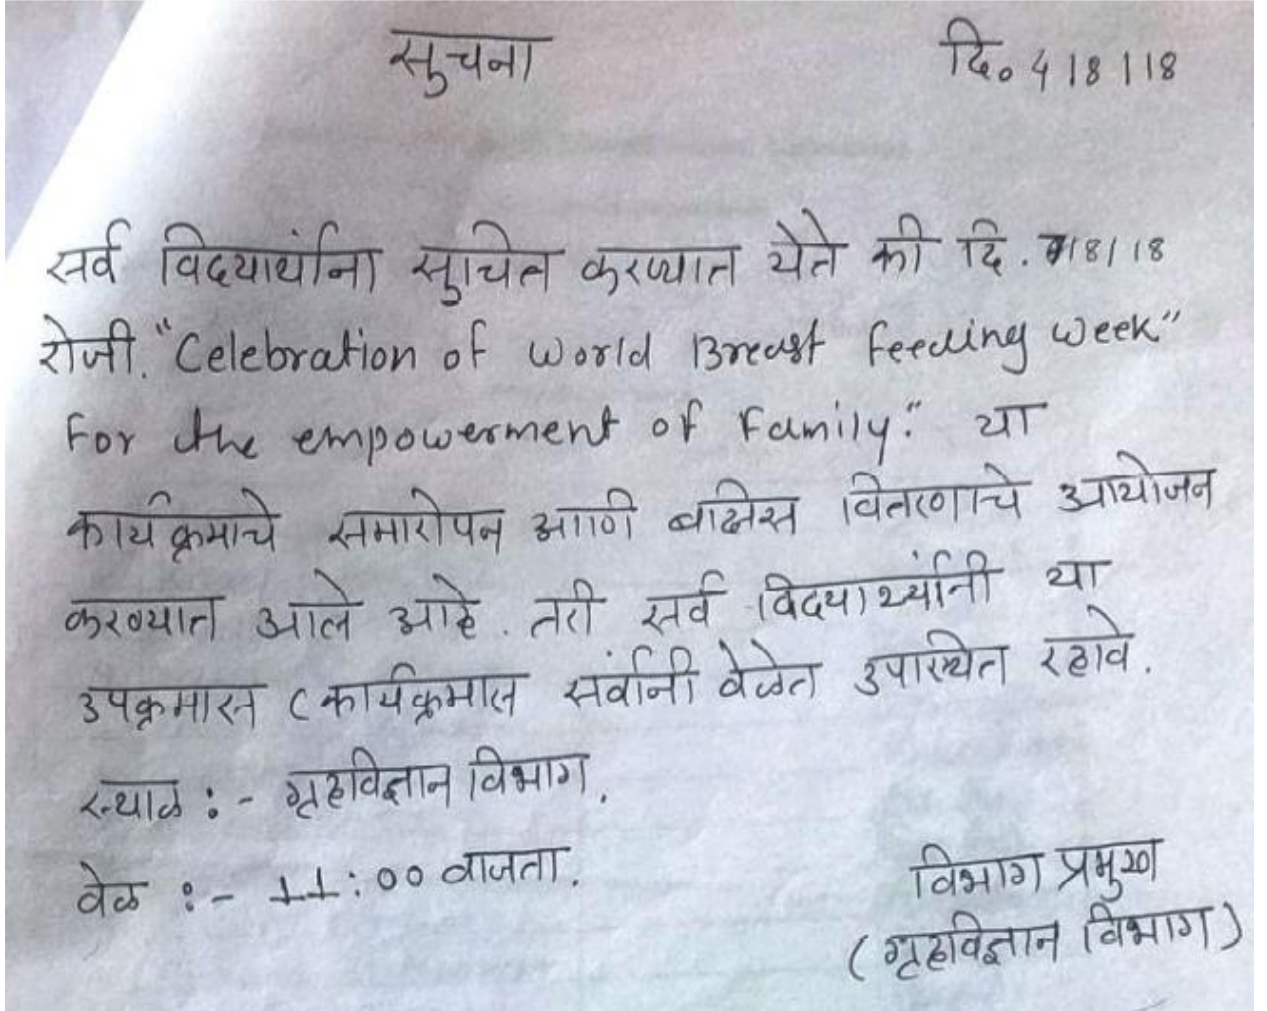 सुचना दि. 4/8/18
सर्व विदयार्थांना सुचित करण्यात येते की दि. 7/8/18
रोजी. "Celebration of World Breast Feeding Week"
For the empowerment of Family." या
कार्यक्रमाचे समारोपन आणि बक्षिस वितरणाचे आयोजन
करण्यात आले आहे. तरी सर्व विदयार्थ्यांनी या
उपक्रमास (कार्यक्रमास सर्वांनी वेळेत उपास्थित रहावे.
स्थाळ :- गृहविज्ञान विभाग.
वेळ :- 11:00 वाजता.
विभाग प्रमुख
(गृहविज्ञान विभाग)